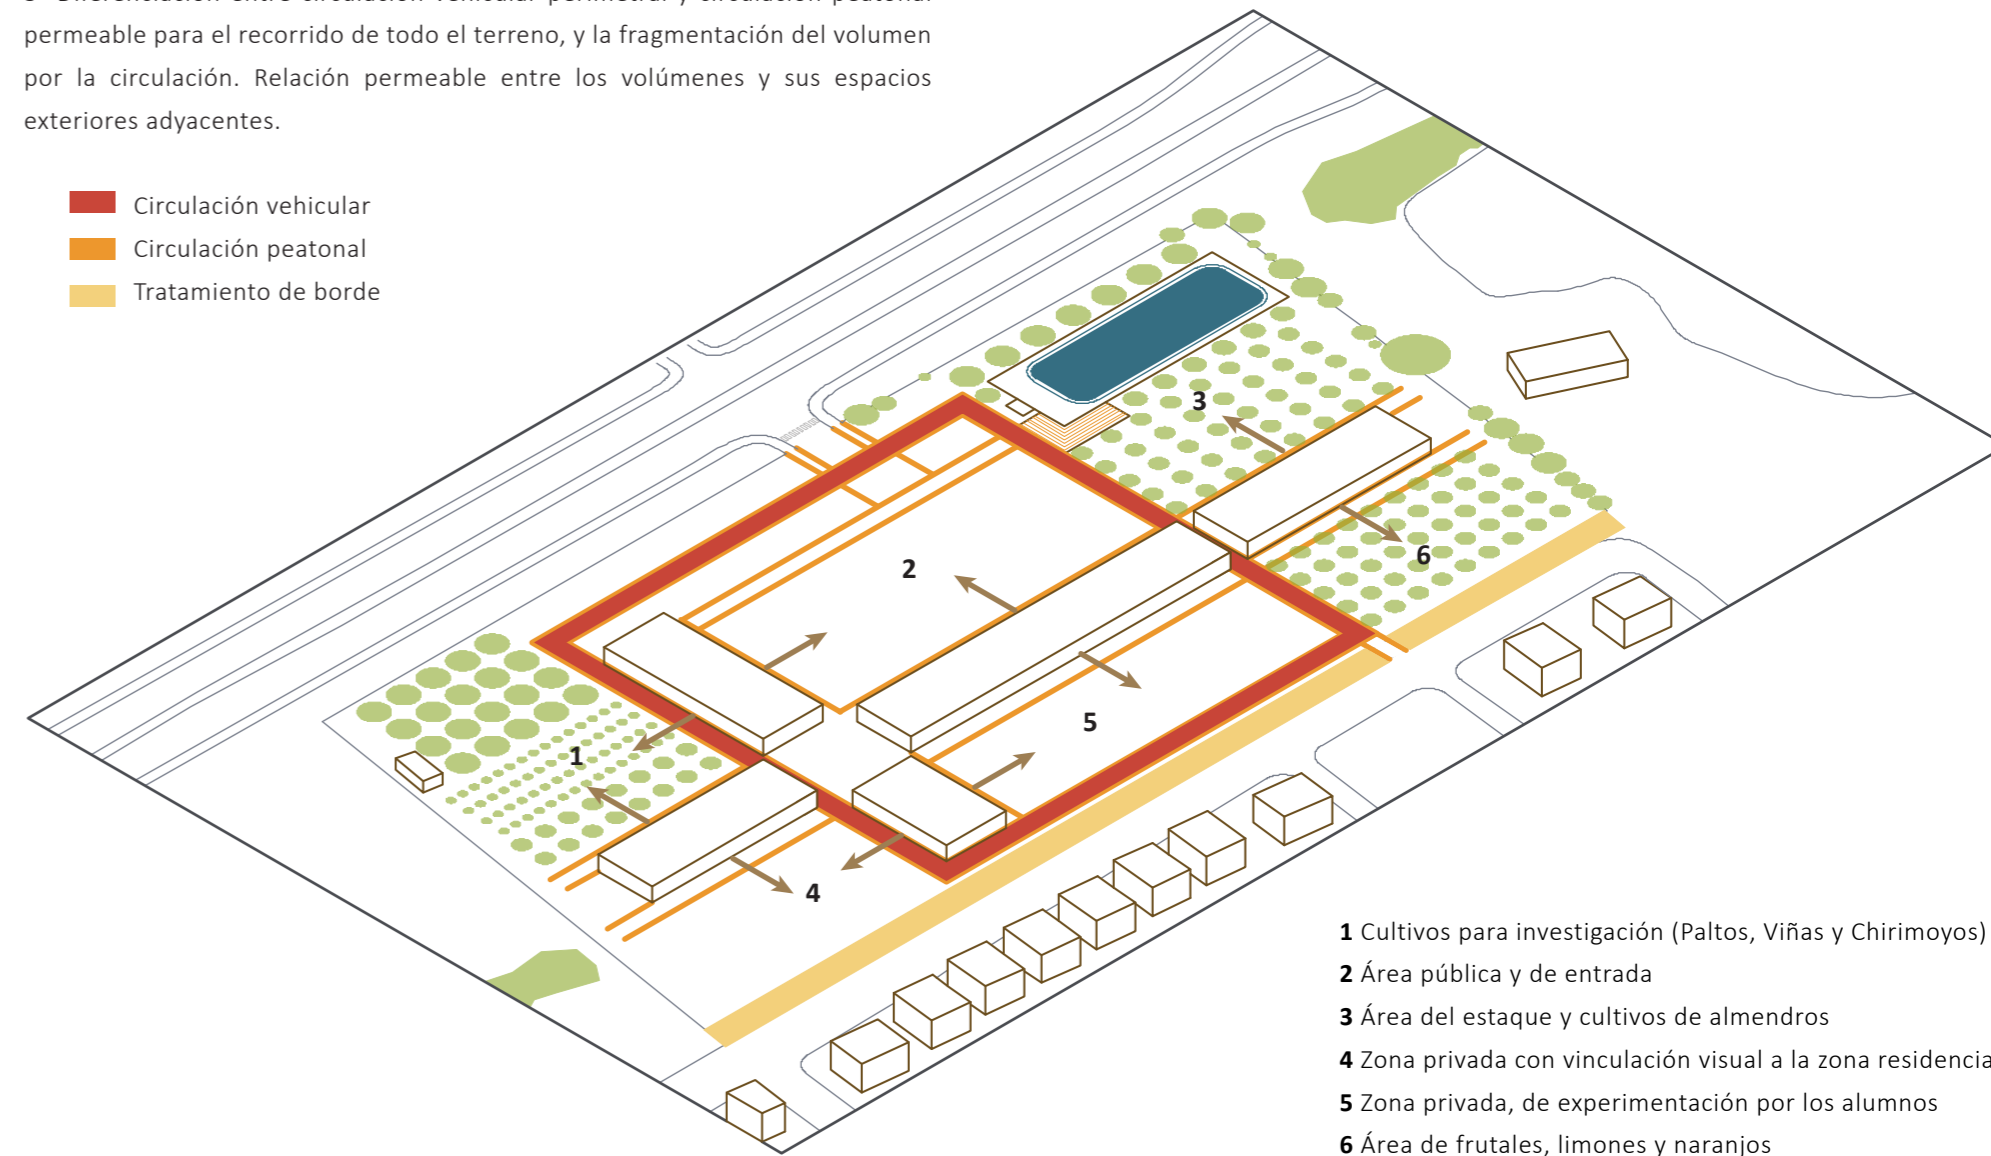 permeable para el recorrido de todo el terreno, y la fragmentación del volumen
por la circulación. Relación permeable entre los volúmenes y sus espacios
exteriores adyacentes.
Circulación vehicular
Circulación peatonal
Tratamiento de borde
3
2
6
5
1
4
1 Cultivos para investigación (Paltos, Viñas y Chirimoyos)
2 Área pública y de entrada
3 Área del estaque y cultivos de almendros
4 Zona privada con vinculación visual a la zona residencia
5 Zona privada, de experimentación por los alumnos
6 Área de frutales, limones y naranjos